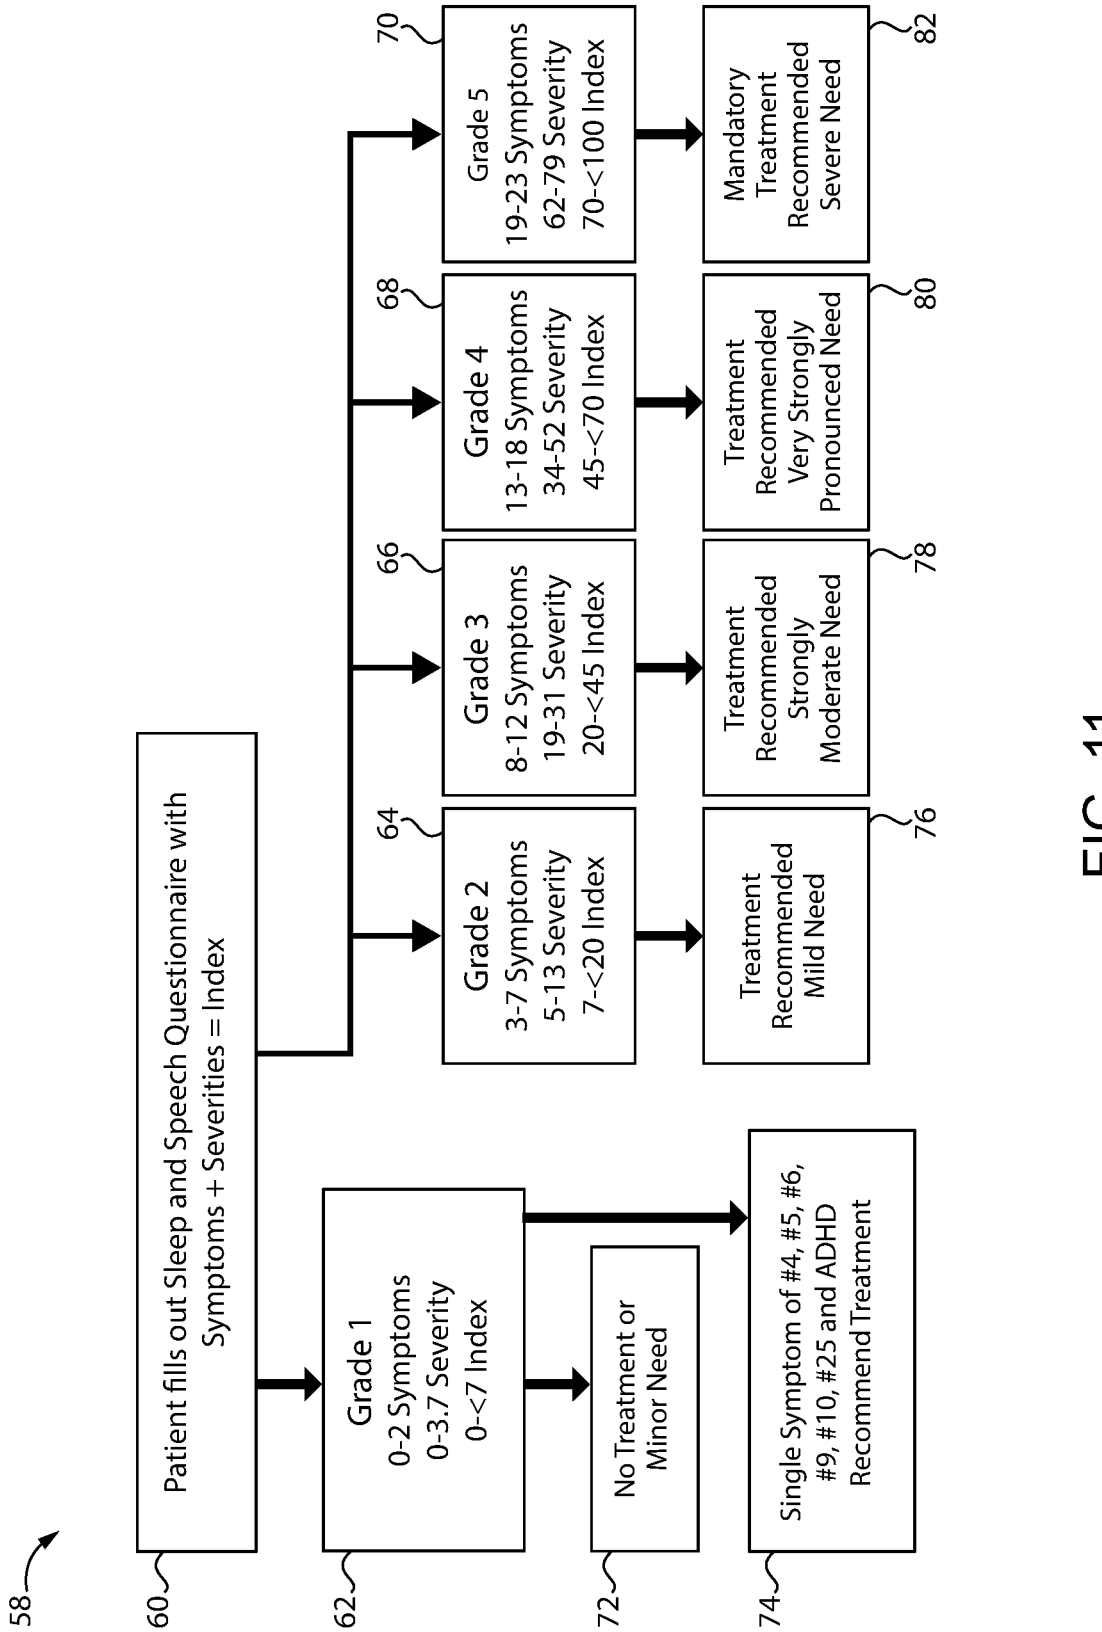 58
60
Patient fills out Sleep and Speech Questionnaire with
Symptoms + Severities = Index
62
Grade 1
0-2 Symptoms
0-3.7 Severity
0-<7 Index
64
Grade 2
3-7 Symptoms
5-13 Severity
7-<20 Index
66
Grade 3
8-12 Symptoms
19-31 Severity
20-<45 Index
68
Grade 4
13-18 Symptoms
34-52 Severity
45-<70 Index
70
Grade 5
19-23 Symptoms
62-79 Severity
70-<100 Index
72
No Treatment or
Minor Need
74
Single Symptom of #4, #5, #6,
#9, #10, #25 and ADHD
Recommend Treatment
Treatment
Recommended
Mild Need
76
Treatment
Recommended
Strongly
Moderate Need
78
Treatment
Recommended
Very Strongly
Pronounced Need
80
Mandatory
Treatment
Recommended
Severe Need
82
FIG. 11